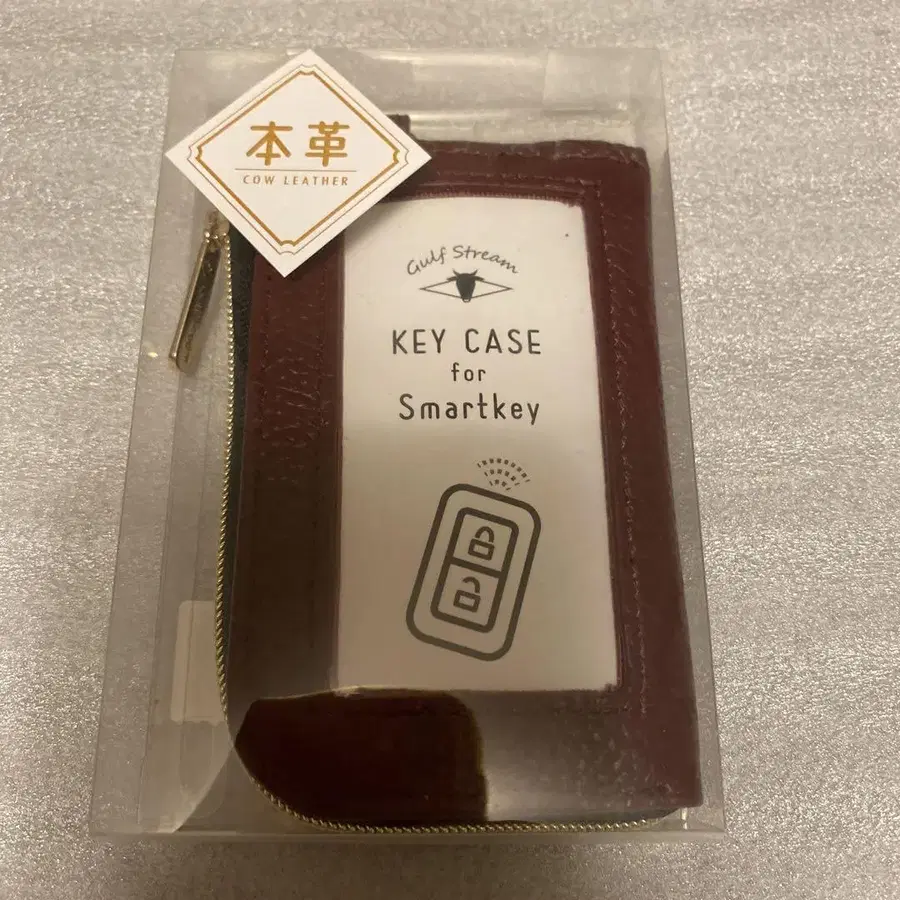 本革
COW LEATHER
Gulf Stream
KEY CASE
for
Smartkey